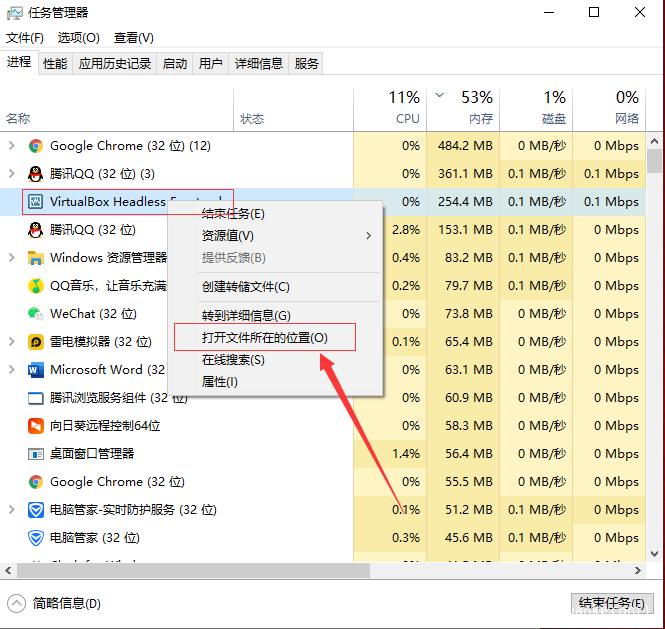 任务管理器
文件(F) 选项(O) 查看(V)
进程 性能 应用历史记录 启动 用户 详细信息 服务
11% 53% 1% 0%
名称 状态 CPU 内存 磁盘 网络
Google Chrome (32 位) (12) 0% 484.2 MB 0 MB/秒 0 Mbps
腾讯QQ (32 位) (3) 0% 361.1 MB 0.1 MB/秒 0.1 Mbps
VirtualBox Headless 0% 254.4 MB 0.1 MB/秒 0.1 Mbps
结束任务(E)
腾讯QQ (32 位) 2.8% 153.1 MB 0.1 MB/秒 0 Mbps
资源值(V)
Windows 资源管理器 0.4% 83.2 MB 0 MB/秒 0 Mbps
提供反馈(B)
QQ音乐，让音乐充满 0.2% 79.7 MB 0.1 MB/秒 0 Mbps
创建转储文件(C)
WeChat (32 位) 0% 73.8 MB 0 MB/秒 0 Mbps
转到详细信息(G)
雷电模拟器 (32 位) 0.1% 65.4 MB 0 MB/秒 0 Mbps
打开文件所在的位置(O)
Microsoft Word (32 0% 63.1 MB 0 MB/秒 0 Mbps
在线搜索(S)
属性(I)
腾讯浏览服务组件 (32 位) 0% 60.9 MB 0 MB/秒 0 Mbps
向日葵远程控制64位 0% 58.3 MB 0 MB/秒 0 Mbps
桌面窗口管理器 1.4% 56.4 MB 0 MB/秒 0 Mbps
Google Chrome (32 位) 0% 55.5 MB 0 MB/秒 0 Mbps
电脑管家-实时防护服务 (32 位) 0.1% 51.2 MB 0.1 MB/秒 0 Mbps
电脑管家 (32 位) 0.3% 45.6 MB 0.1 MB/秒 0 Mbps
简略信息(D) 结束任务(E)